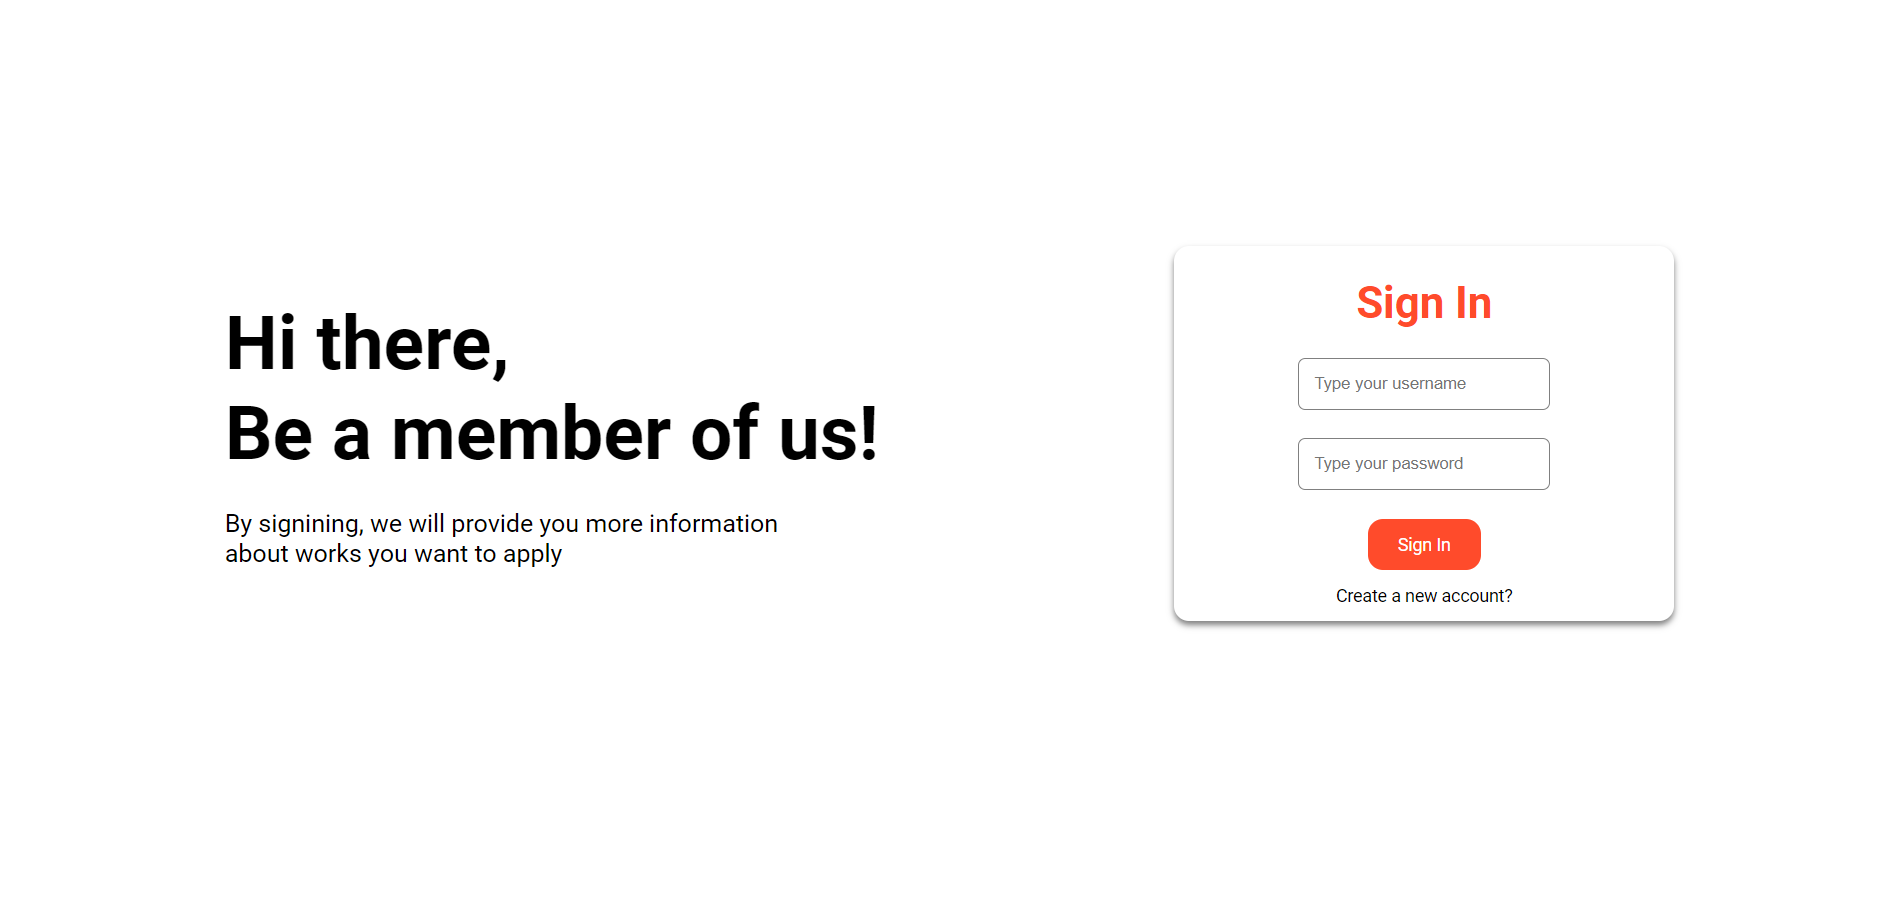 Hi there,
Be a member of us!
By signining, we will provide you more information
about works you want to apply
Sign In
Type your username
Type your password
Sign In
Create a new account?